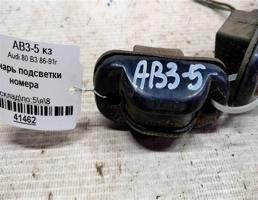 АВ3-5 кз
Audi 80 B3 86-91г
нарь подсветки
номера
склад\по:5\я\8
41462
АВ3-5